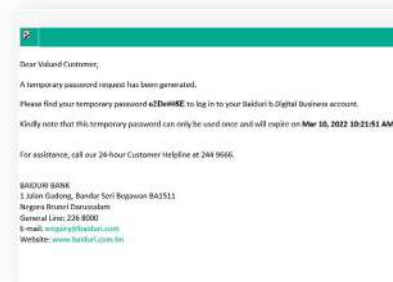 Dear Valued Customer,
A temporary password request has been generated.
Please find your temporary password to log in to your Baiduri b.Digital Business account.
Kindly note that this temporary password can only be used once and will expire on Mar 10, 2022 10:21:51 AM
For assistance, call our 24-hour Customer Helpline at 244 9666.
BAIDURI BANK
1 Jalan Gadong, Bandar Seri Begawan BA1511
Negara Brunei Darussalam
General Line: 226 8000
E-mail: enquiry@baiduri.com
Website: www.baiduri.com.bn